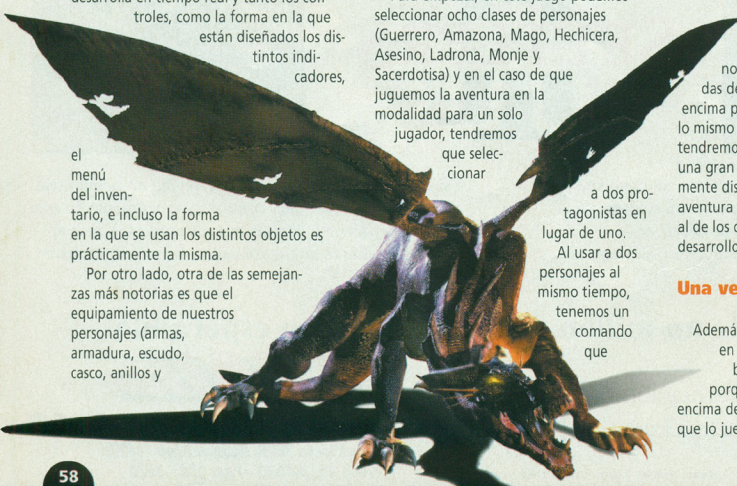 desarrolla en tiempo real y tanto los con-
troles, como la forma en la que
están diseñados los dis-
tintos indi-
cadores,
el
menú
del inven-
tario, e incluso la forma
en la que se usan los distintos objetos es
prácticamente la misma.
Por otro lado, otra de las semejan-
zas más notorias es que el
equipamiento de nuestros
personajes (armas,
armadura, escudo,
casco, anillos y
seleccionar ocho clases de personajes
(Guerrero, Amazona, Mago, Hechicera,
Asesino, Ladrona, Monje y
Sacerdotisa) y en el caso de que
juguemos la aventura en la
modalidad para un solo
jugador, tendremos
que selec-
cionar
a dos pro-
tagonistas en
lugar de uno.
Al usar a dos
personajes al
mismo tiempo,
tenemos un
comando
que
no
das de
encima p
lo mismo
tendremo
una gran
mente dis
aventura
al de los
desarrollo
Una ve
Ademá
en
b
porq
encima de
que lo jue
58